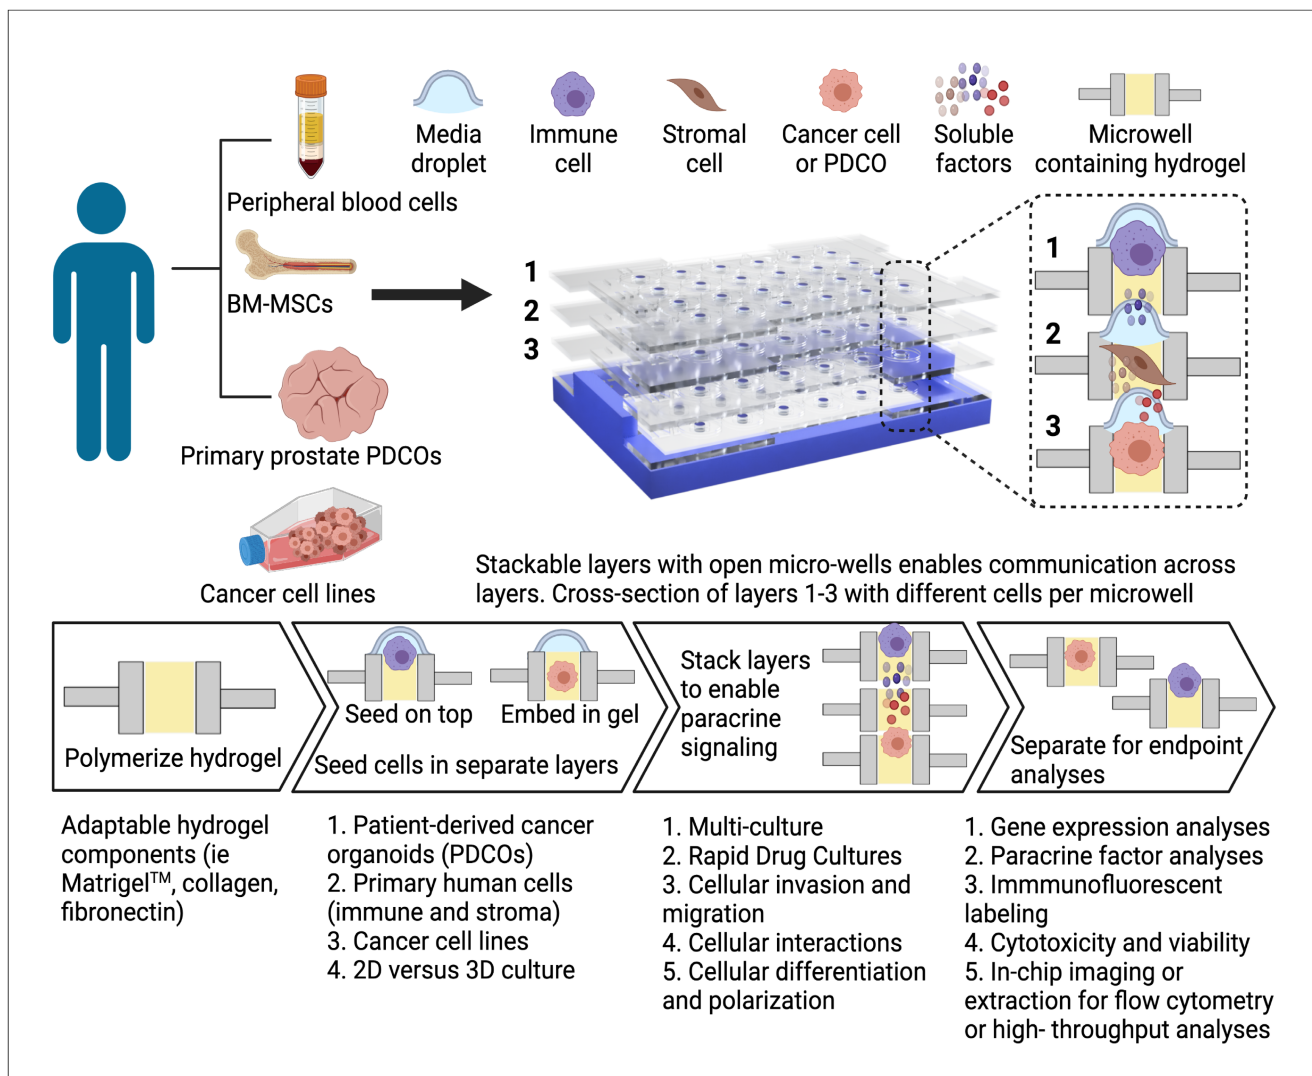 Media
droplet
Immune
cell
Stromal
cell
Cancer cell
or PDCO
Soluble
factors
Microwell
containing hydrogel
Peripheral blood cells
BM-MSCs
Primary prostate PDCOs
Cancer cell lines
1
2
3
1
2
3
Stackable layers with open micro-wells enables communication across
layers. Cross-section of layers 1-3 with different cells per microwell
Polymerize hydrogel
Seed on top
Embed in gel
Seed cells in separate layers
Stack layers
to enable
paracrine
signaling
Separate for endpoint
analyses
Adaptable hydrogel
components (ie
Matrigel™, collagen,
fibronectin)
1. Patient-derived cancer
organoids (PDCOs)
2. Primary human cells
(immune and stroma)
3. Cancer cell lines
4. 2D versus 3D culture
1. Multi-culture
2. Rapid Drug Cultures
3. Cellular invasion and
migration
4. Cellular interactions
5. Cellular differentiation
and polarization
1. Gene expression analyses
2. Paracrine factor analyses
3. Immmunofluorescent
labeling
4. Cytotoxicity and viability
5. In-chip imaging or
extraction for flow cytometry
or high- throughput analyses